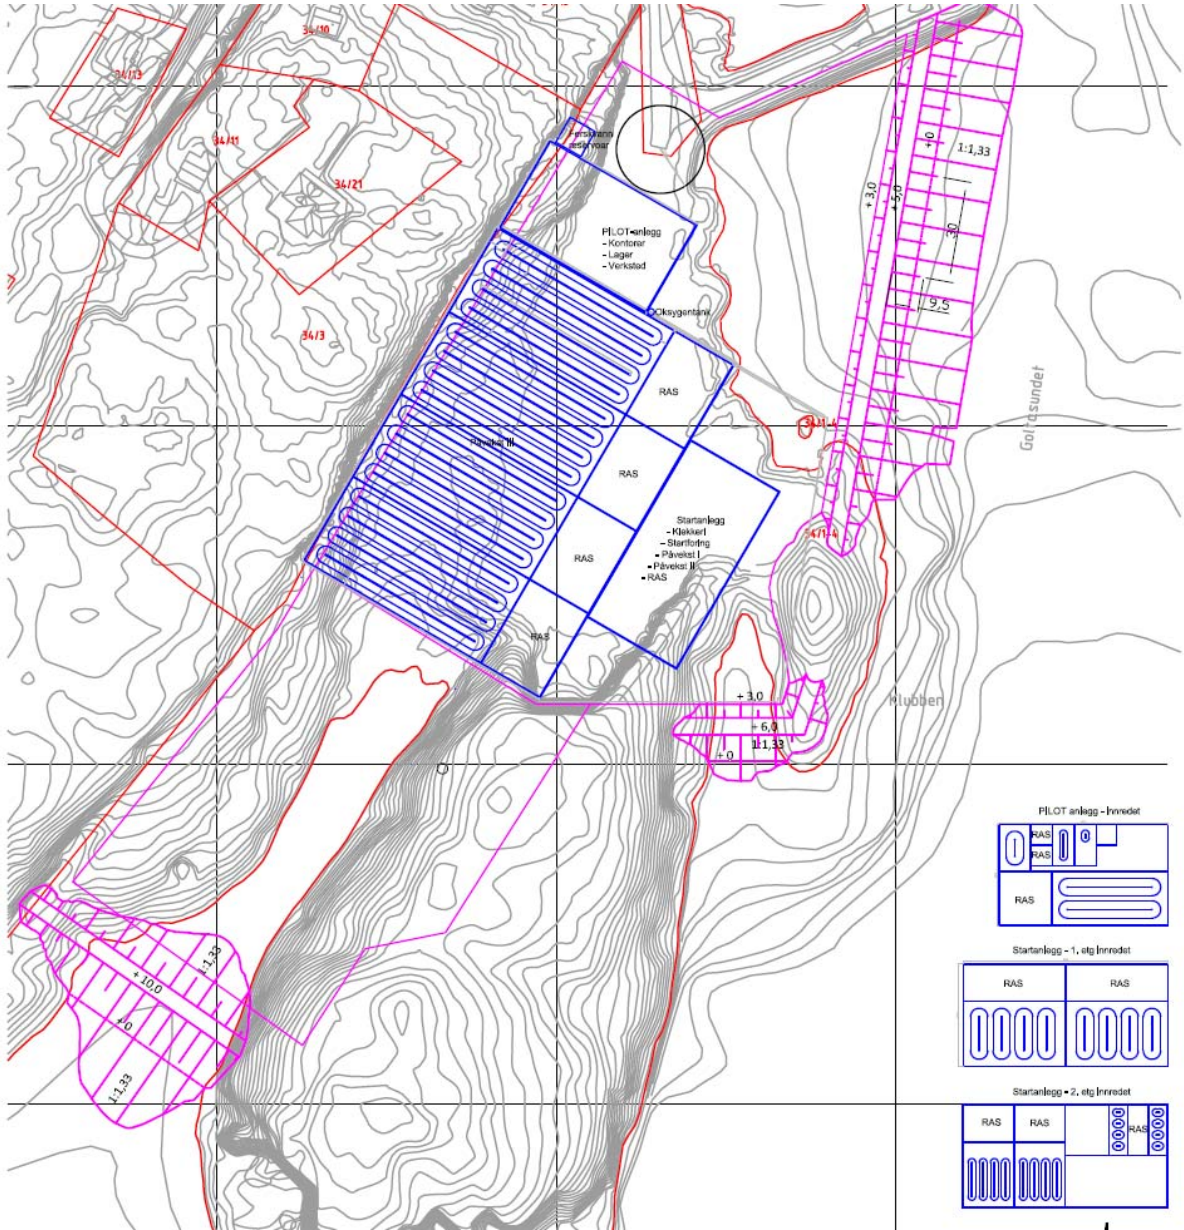 34/10
34/13
34/11
34/21
34/3
Ferskvann
reservoar
PILOT-anlegg
- Kontorer
- Lager
- Verksted
Oksygentank
+ 3,0
+ 5,0
+0
1:1,33
30
9,5
Goltasundet
RAS
Påvekst III
RAS
34/1-4
Startanlegg
- Klekkeri
- Startforing
- Påvekst I
- Påvekst II
- RAS
RAS
34/1-4
RAS
Klubben
+ 3,0
+ 6,0
1:1,33
+ 0
1:1,33
+ 10,0
+0
1:1,33
PILOT anlegg - Innredet
RAS
RAS
RAS
Startanlegg - 1. etg Innredet
RAS RAS
Startanlegg - 2. etg Innredet
RAS RAS RAS